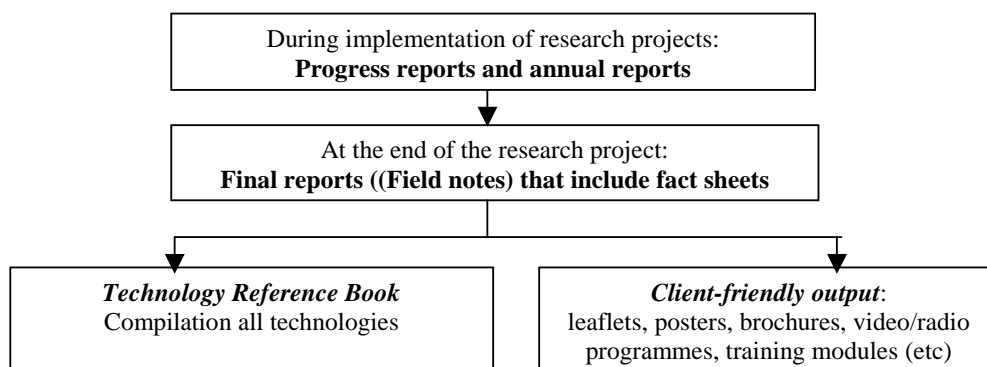 During implementation of research projects:
Progress reports and annual reports
At the end of the research project:
Final reports ((Field notes) that include fact sheets
Technology Reference Book
Compilation all technologies
Client-friendly output:
leaflets, posters, brochures, video/radio
programmes, training modules (etc)